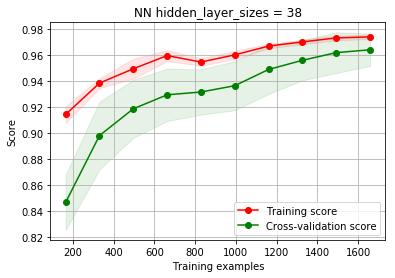 NN hidden_layer_sizes = 38
0.98
0.96
0.94
0.92
0.90
0.88
0.86
0.84
0.82
Score
200 400 600 800 1000 1200 1400 1600
Training examples
Training score
Cross-validation score